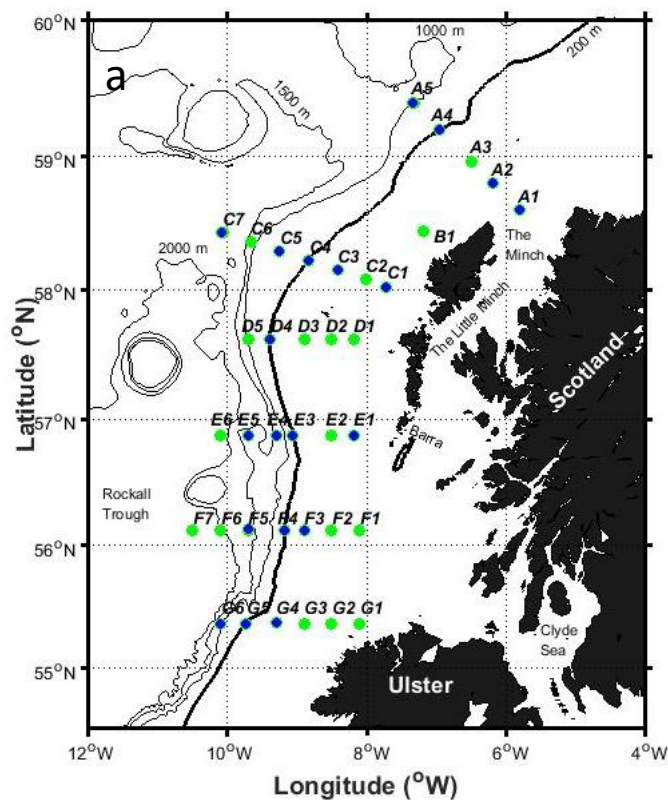 a
1000 m
200 m
1500 m
2000 m
A5
A4
A3
A2
A1
B1
C7
C6
C5
C4
C3
C2
C1
The
Minch
The Little Minch
D5 D4 D3 D2 D1
Scotland
E6 E5 E4 E3 E2 E1
Barra
Rockall
Trough
F7 F6 F5 F4 F3 F2 F1
G6 G5 G4 G3 G2 G1
Clyde
Sea
Ulster
60°N
59°N
58°N
57°N
56°N
55°N
Latitude (°N)
12°W 10°W 8°W 6°W 4°W
Longitude (°W)